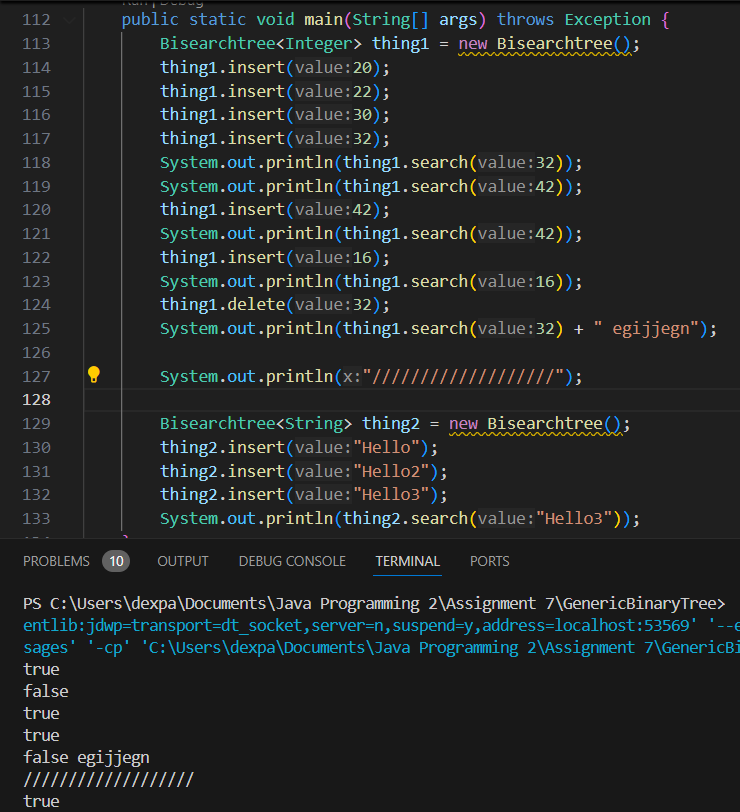 Run | Debug
112 public static void main(String[] args) throws Exception {
113 Bisearchtree<Integer> thing1 = new Bisearchtree();
114 thing1.insert(value:20);
115 thing1.insert(value:22);
116 thing1.insert(value:30);
117 thing1.insert(value:32);
118 System.out.println(thing1.search(value:32));
119 System.out.println(thing1.search(value:42));
120 thing1.insert(value:42);
121 System.out.println(thing1.search(value:42));
122 thing1.insert(value:16);
123 System.out.println(thing1.search(value:16));
124 thing1.delete(value:32);
125 System.out.println(thing1.search(value:32) + " egijjegn");
126
127 System.out.println(x:"///////////////////");
128
129 Bisearchtree<String> thing2 = new Bisearchtree();
130 thing2.insert(value:"Hello");
131 thing2.insert(value:"Hello2");
132 thing2.insert(value:"Hello3");
133 System.out.println(thing2.search(value:"Hello3"));
PROBLEMS 10 OUTPUT DEBUG CONSOLE TERMINAL PORTS
PS C:\Users\dexpa\Documents\Java Programming 2\Assignment 7\GenericBinaryTree>
entlib:jdwp=transport=dt_socket,server=n,suspend=y,address=localhost:53569' '--e
sages' '-cp' 'C:\Users\dexpa\Documents\Java Programming 2\Assignment 7\GenericBi
true
false
true
true
false egijjegn
///////////////////
true